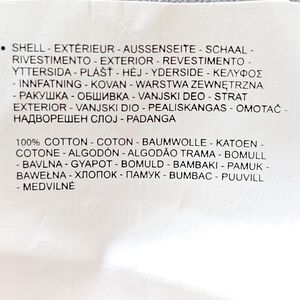 • SHELL - EXTÉRIEUR - AUSSENSEITE - SCHAAL -
RIVESTIMENTO - EXTERIOR - REVESTIMENTO -
YTTERSIDA - PLÁŠŤ - HÉJ - YDERSIDE - ΚΕΛΥΦΟΣ
- INNFATNING - KOVAN - WARSTWA ZEWNĘTRZNA
- РАКУШКА - ОБШИВКА - VANJSKI DEO - STRAT
EXTERIOR - VANJSKI DIO - PEALISKANGAS - ОМОТАЧ -
НАДВОРЕШЕН СЛОЈ - PADANGA
100% COTTON - COTON - BAUMWOLLE - KATOEN -
COTONE - ALGODÓN - ALGODÃO TRAMA - BOMULL
- BAVLNA - GYAPOT - BOMULD - ΒΑΜΒΑΚΙ - PAMUK -
BAWEŁNA - ХЛОПОК - ПАМУК - BUMBAC - PUUVILL
- MEDVILNĖ